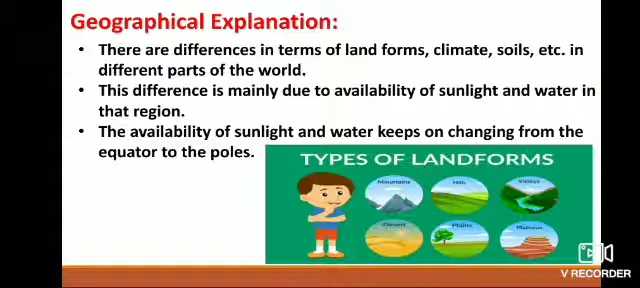 Geographical Explanation:
• There are differences in terms of land forms, climate, soils, etc. in
different parts of the world.
• This difference is mainly due to availability of sunlight and water in
that region.
• The availability of sunlight and water keeps on changing from the
equator to the poles.
TYPES OF LANDFORMS
Mountains Hills Valleys
Desert Plains Plateaus
V RECORDER